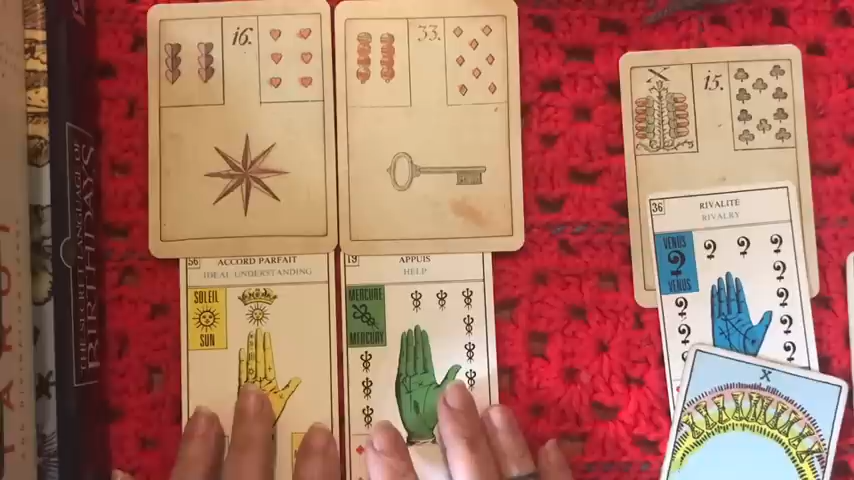 THE SECRET LANGUAGE OF
BIRTHDAYS
16.
33.
X
15.
56
ACCORD PARFAIT
IDEAL UNDERSTANDING
SOLEIL
SUN
19
APPUIS
HELP
MERCURE
MERCURY
36
RIVALITÉ
RIVALRY
VENUS
VENUS
X